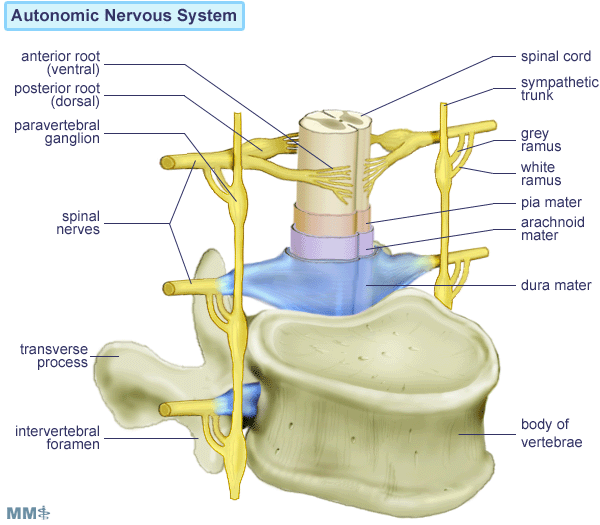 Autonomic Nervous System
anterior root
(ventral)
posterior root
(dorsal)
paravertebral
ganglion
spinal
nerves
transverse
process
intervertebral
foramen
spinal cord
sympathetic
trunk
grey
ramus
white
ramus
pia mater
arachnoid
mater
dura mater
body of
vertebrae
MM